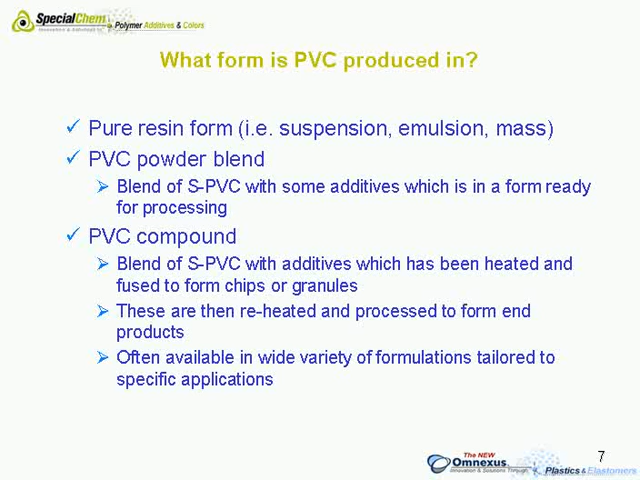 SpecialChem
Innovation & Solutions
Polymer Additives & Colors
What form is PVC produced in?
Pure resin form (i.e. suspension, emulsion, mass)
PVC powder blend
Blend of S-PVC with some additives which is in a form ready
for processing
PVC compound
Blend of S-PVC with additives which has been heated and
fused to form chips or granules
These are then re-heated and processed to form end
products
Often available in wide variety of formulations tailored to
specific applications
The NEW
Omnexus
Innovation & Solutions Through
Plastics & Elastomers
7